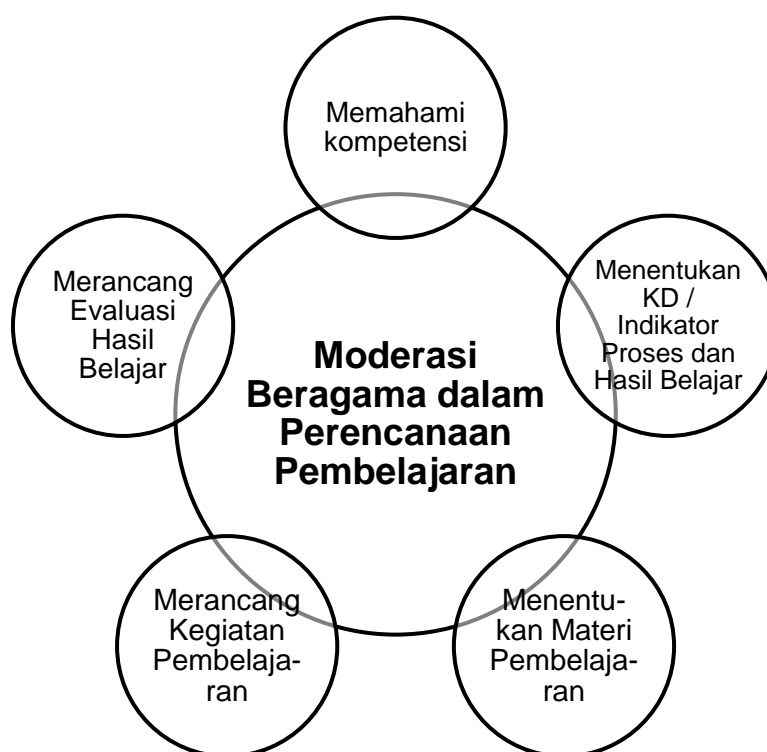 Memahami
kompetensi
Menentukan
KD /
Indikator
Proses dan
Hasil Belajar
Menentu-
kan Materi
Pembelaja-
ran
Merancang
Kegiatan
Pembelaja-
ran
Merancang
Evaluasi
Hasil
Belajar
Moderasi
Beragama dalam
Perencanaan
Pembelajaran